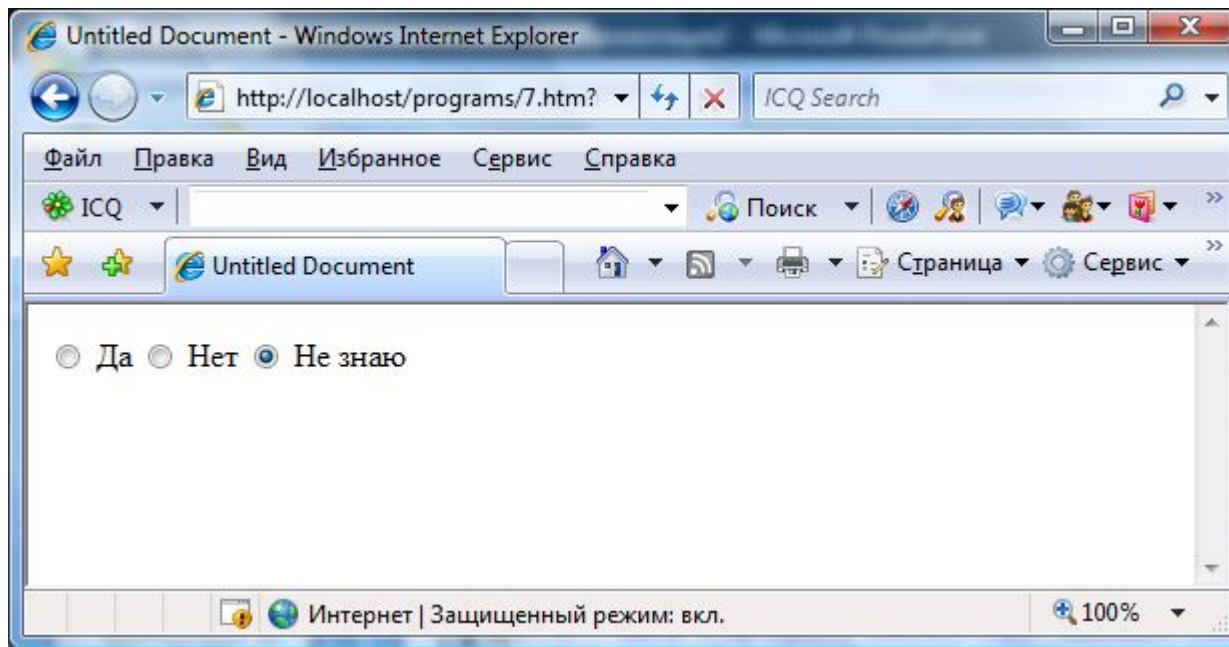 Untitled Document - Windows Internet Explorer
http://localhost/programs/7.htm? ICQ Search
Файл Правка Вид Избранное Сервис Справка
ICQ Поиск
Untitled Document Страница Сервис
Да Нет Не знаю
Интернет | Защищенный режим: вкл. 100%